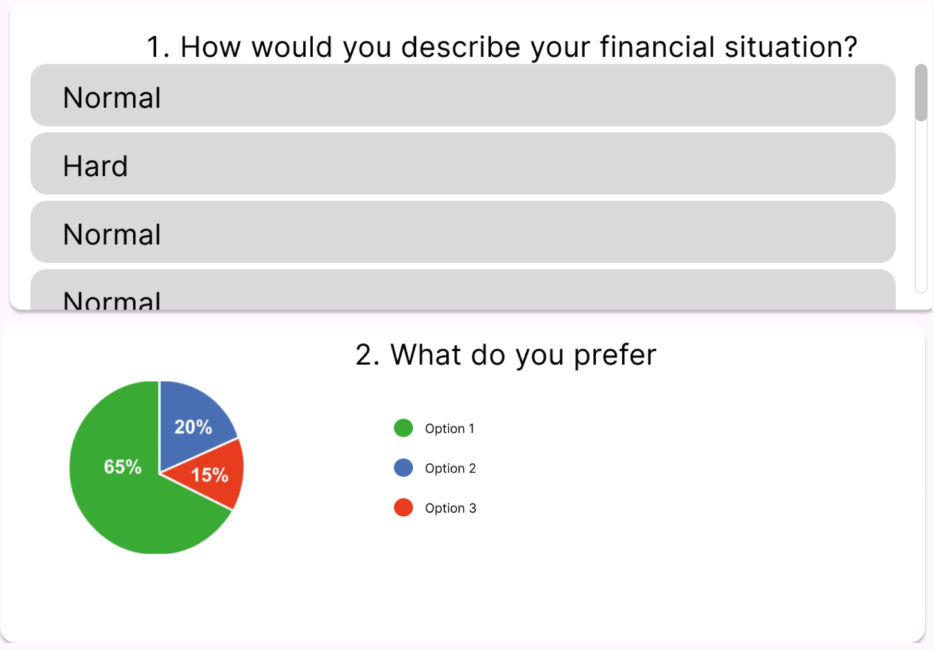 1. How would you describe your financial situation?
Normal
Hard
Normal
Normal
2. What do you prefer
20%
65%
15%
Option 1
Option 2
Option 3